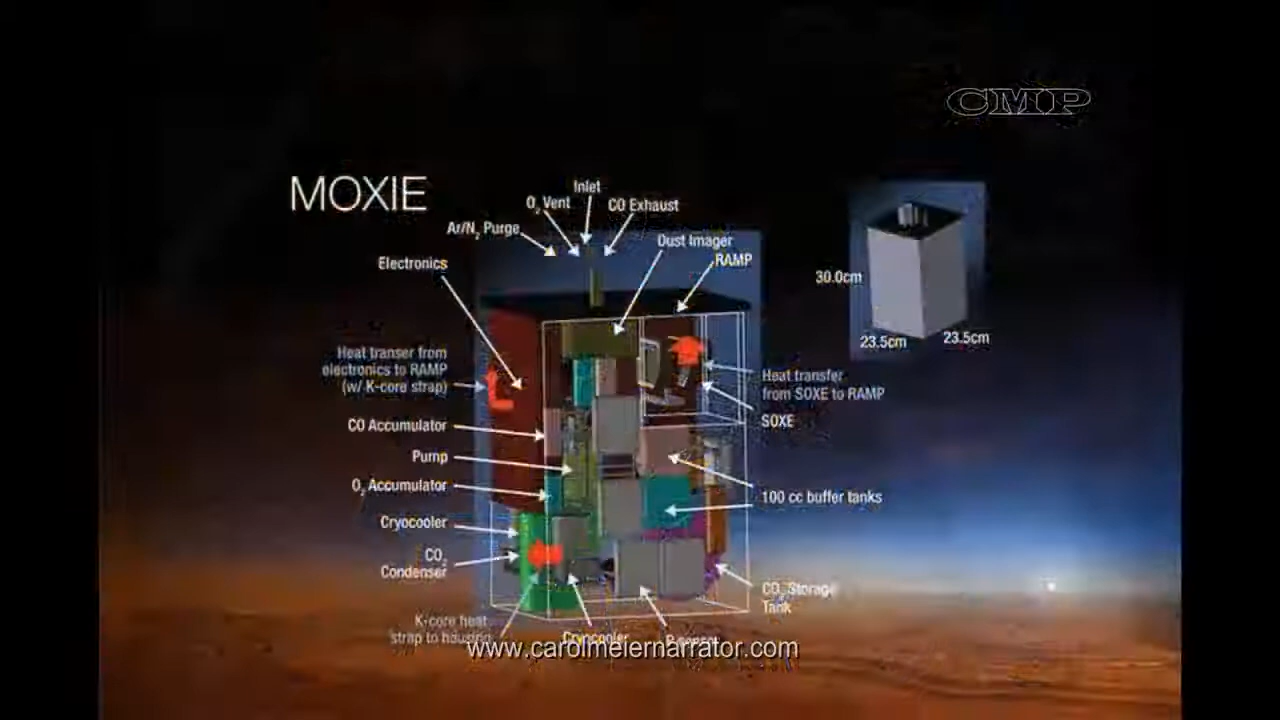 CMP
MOXIE
Inlet
O2 Vent
CO Exhaust
Ar/N2 Purge
Dust Imager
RAMP
Electronics
30.0cm
23.5cm
23.5cm
Heat transer from
electronics to RAMP
(w/ K-core strap)
Heat transfer
from SOXE to RAMP
CO Accumulator
SOXE
Pump
O2 Accumulator
100 cc buffer tanks
Cryocooler
CO2
Condenser
CO2 Storage
Tank
K-core heat
strap to housing
Cryocooler
www.carolmeiernarrator.com